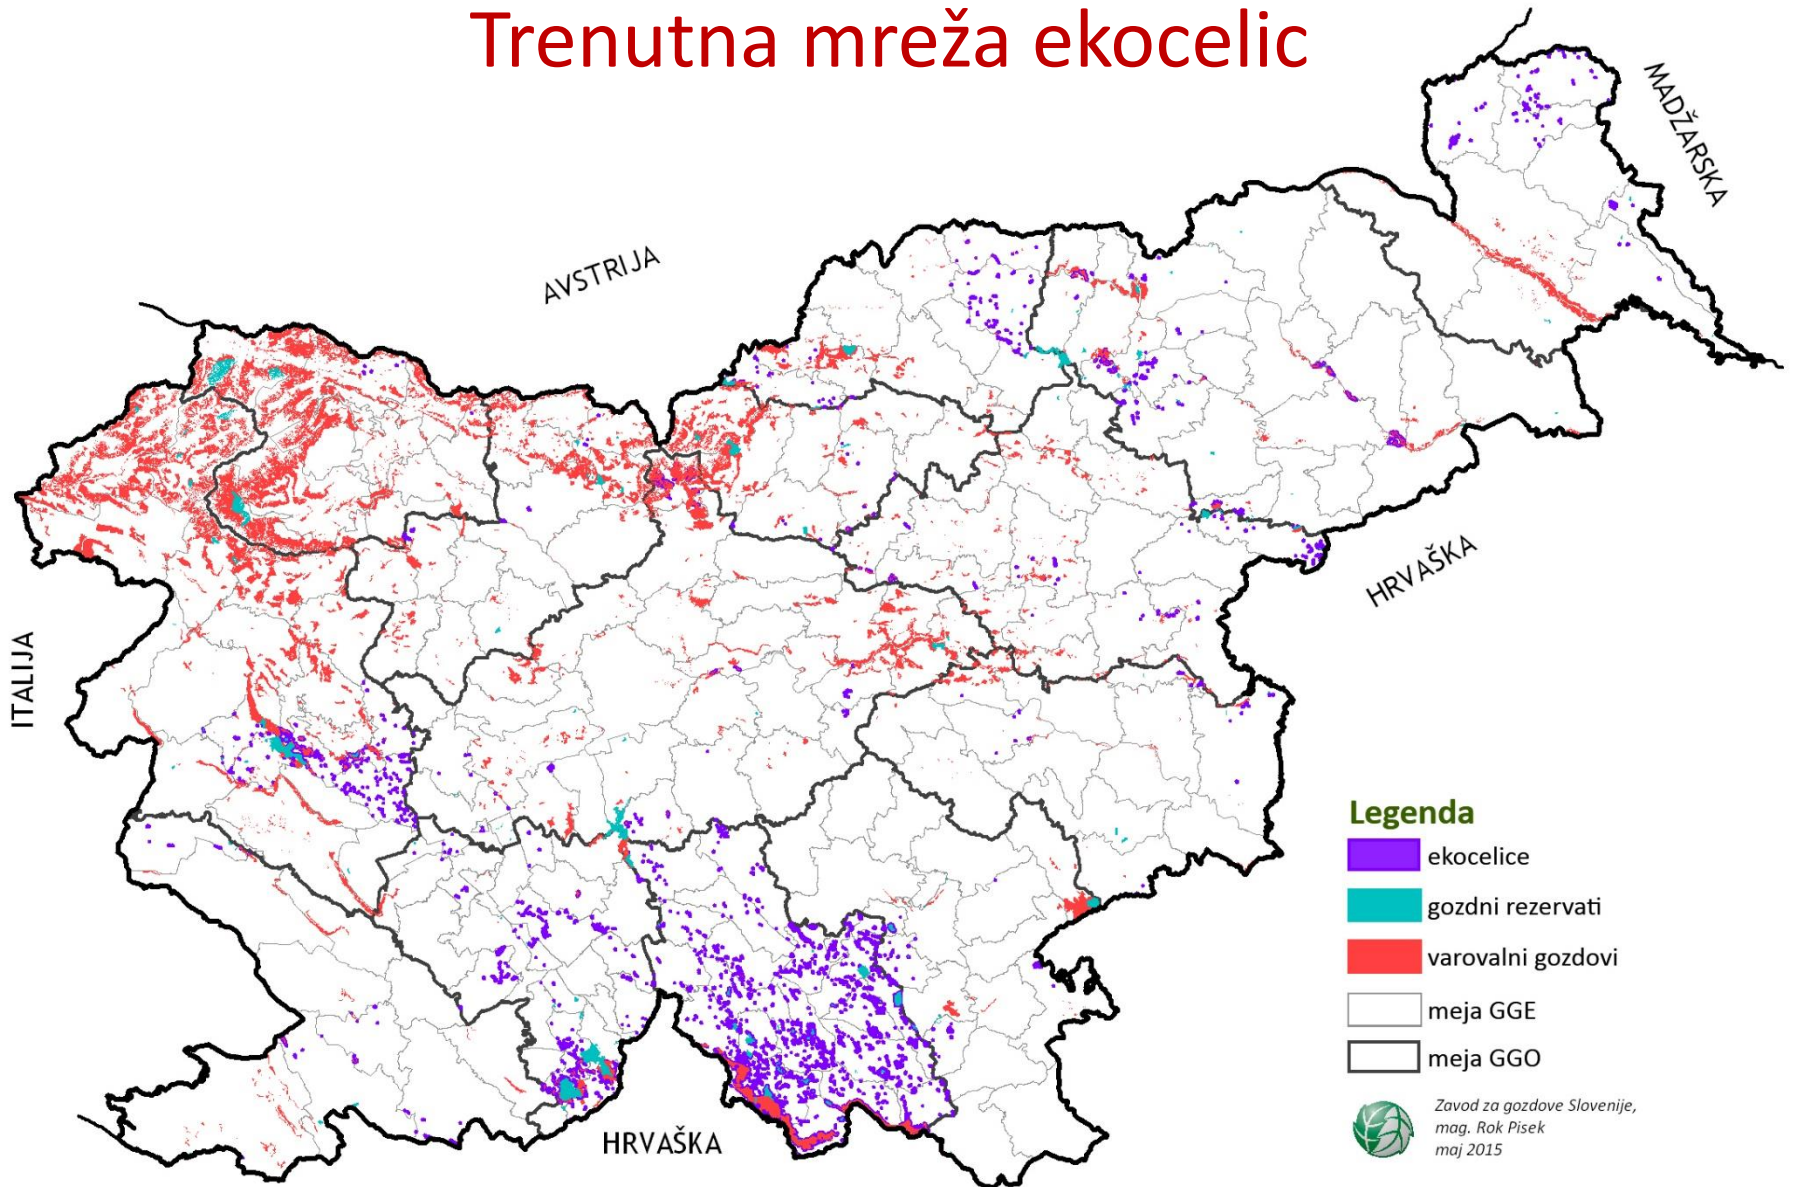 Trenutna mreža ekocelic
MADŽARSKA
AVSTRIJA
HRVAŠKA
ITALIJA
HRVAŠKA
Legenda
ekocelice
gozdni rezervati
varovalni gozdovi
meja GGE
meja GGO
Zavod za gozdove Slovenije,
mag. Rok Pisek
maj 2015